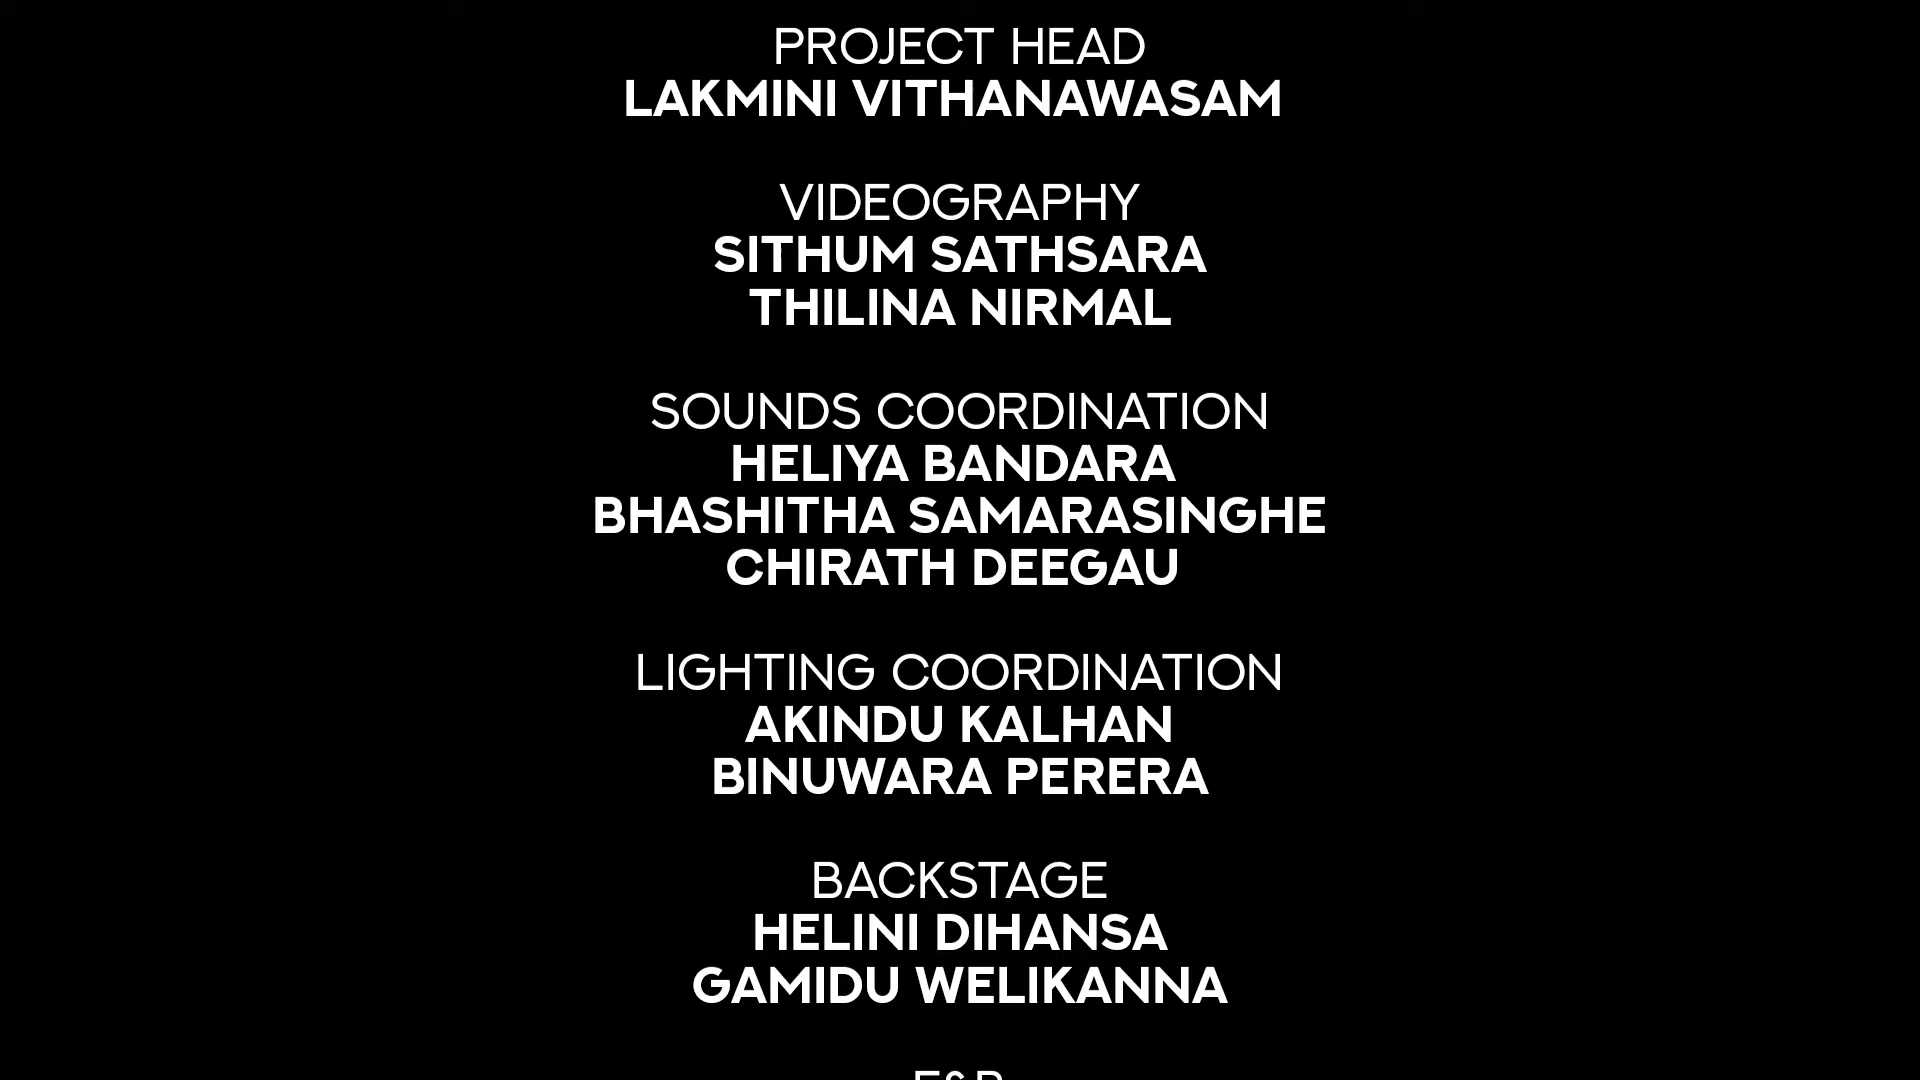 PROJECT HEAD
LAKMINI VITHANAWASAM
VIDEOGRAPHY
SITHUM SATHSARA
THILINA NIRMAL
SOUNDS COORDINATION
HELIYA BANDARA
BHASHITHA SAMARASINGHE
CHIRATH DEEGAU
LIGHTING COORDINATION
AKINDU KALHAN
BINUWARA PERERA
BACKSTAGE
HELINI DIHANSA
GAMIDU WELIKANNA